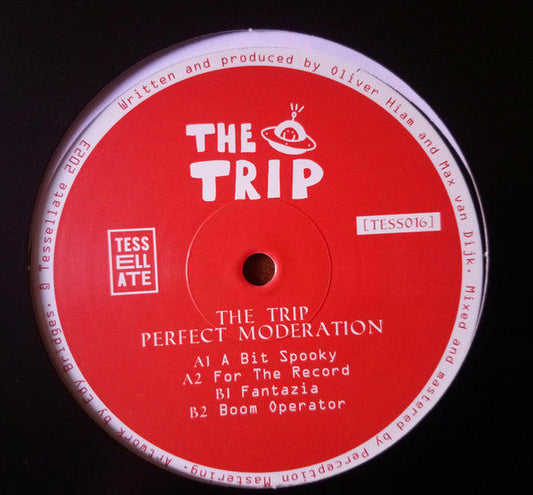 Written and produced by Oliver Hiam and Max van Dijk. Mixed and mastered by Perception Mastering. Artwork by Edy Bridges. ℗ Tessellate 2023
THE
TRIP
TESS
ELL
ATE
[TESS016]
THE TRIP
PERFECT MODERATION
A1 A Bit Spooky
A2 For The Record
B1 Fantazia
B2 Boom Operator